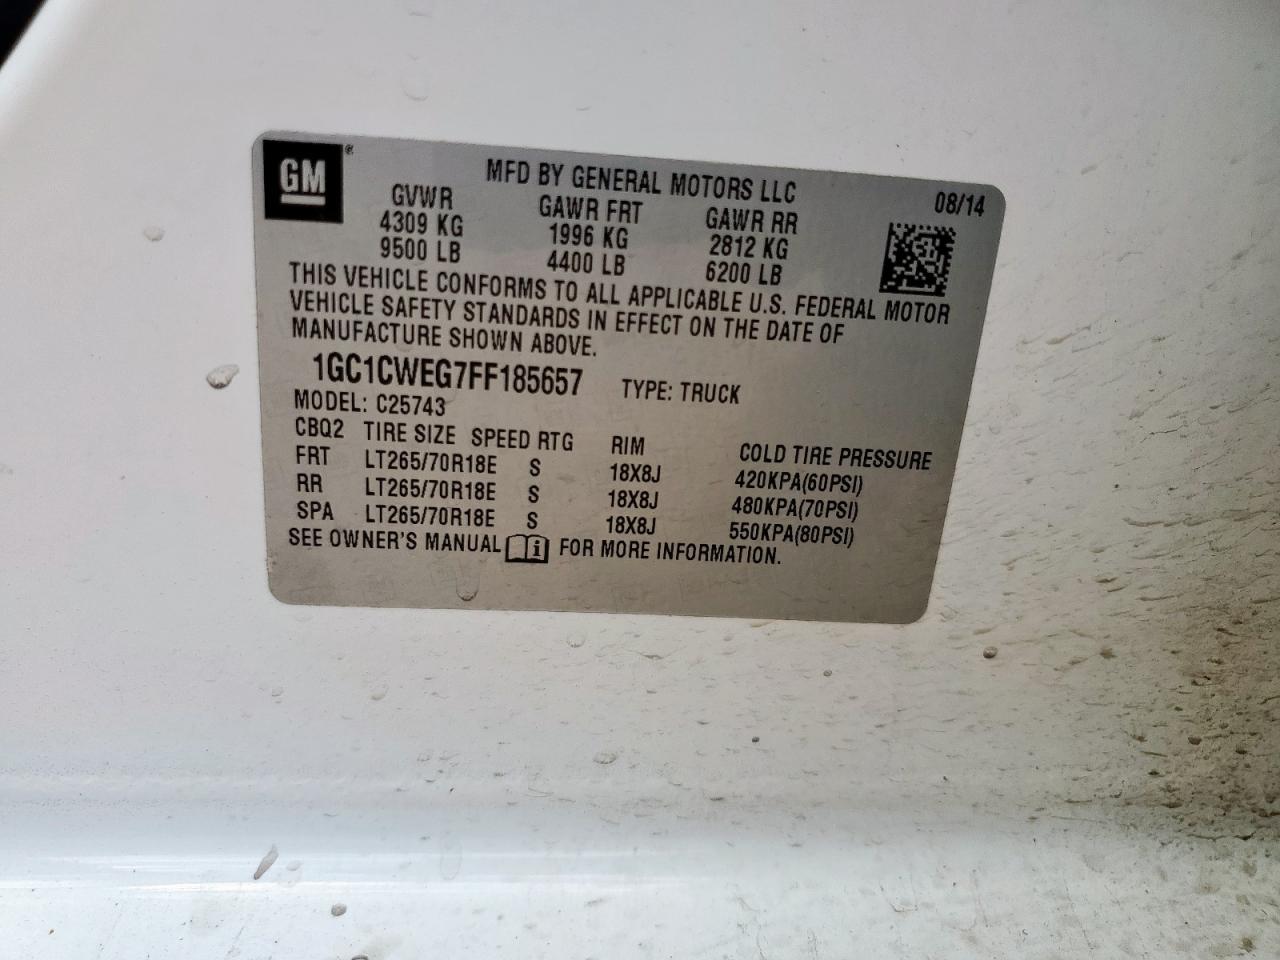 GM®
MFD BY GENERAL MOTORS LLC 08/14
GVWR GAWR FRT GAWR RR
4309 KG 1996 KG 2812 KG
9500 LB 4400 LB 6200 LB
THIS VEHICLE CONFORMS TO ALL APPLICABLE U.S. FEDERAL MOTOR
VEHICLE SAFETY STANDARDS IN EFFECT ON THE DATE OF
MANUFACTURE SHOWN ABOVE.
1GC1CWEG7FF185657 TYPE: TRUCK
MODEL: C25743
CBQ2 TIRE SIZE SPEED RTG RIM COLD TIRE PRESSURE
FRT LT265/70R18E S 18X8J 420KPA(60PSI)
RR LT265/70R18E S 18X8J 480KPA(70PSI)
SPA LT265/70R18E S 18X8J 550KPA(80PSI)
SEE OWNER'S MANUAL i FOR MORE INFORMATION.